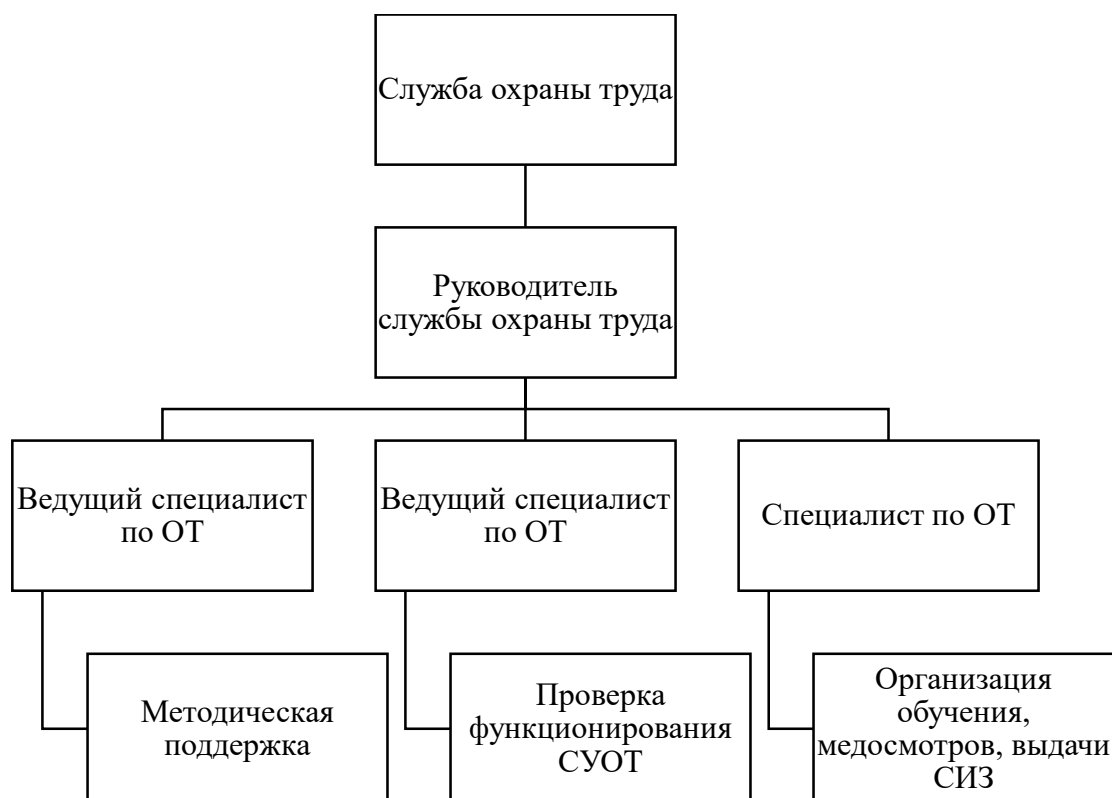 Служба охраны труда
Руководитель
службы охраны труда
Ведущий специалист
по ОТ
Ведущий специалист
по ОТ
Специалист по ОТ
Методическая
поддержка
Проверка
функционирования
СУОТ
Организация
обучения,
медосмотров, выдачи
СИЗ